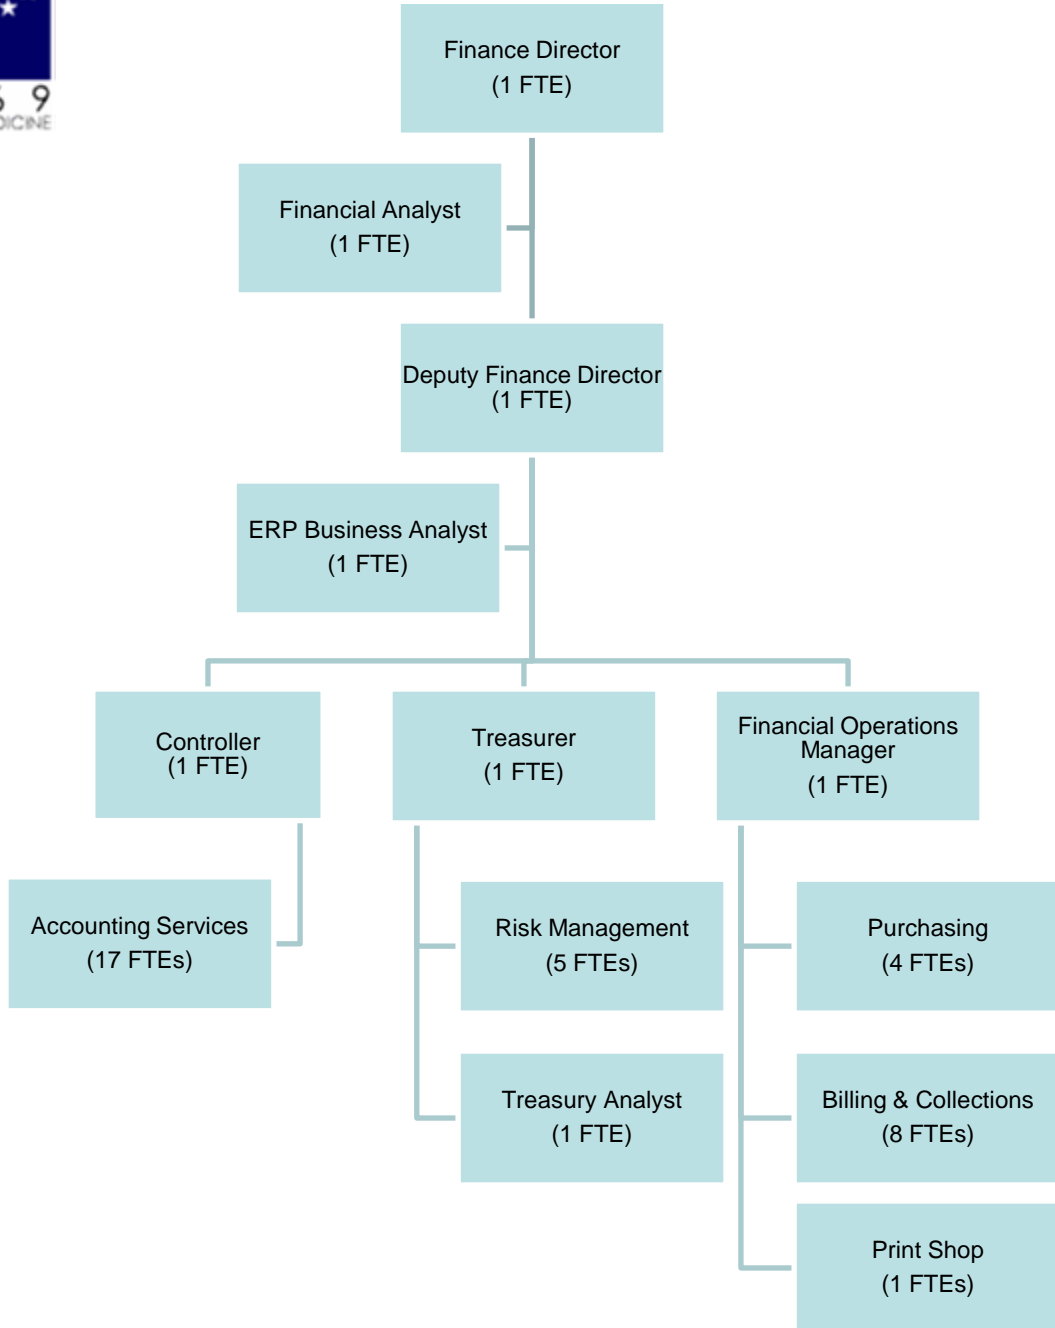 9
Finance Director
(1 FTE)
Financial Analyst
(1 FTE)
Deputy Finance Director
(1 FTE)
ERP Business Analyst
(1 FTE)
Controller
(1 FTE)
Treasurer
(1 FTE)
Financial Operations
Manager
(1 FTE)
Accounting Services
(17 FTEs)
Risk Management
(5 FTEs)
Purchasing
(4 FTEs)
Treasury Analyst
(1 FTE)
Billing & Collections
(8 FTEs)
Print Shop
(1 FTEs)